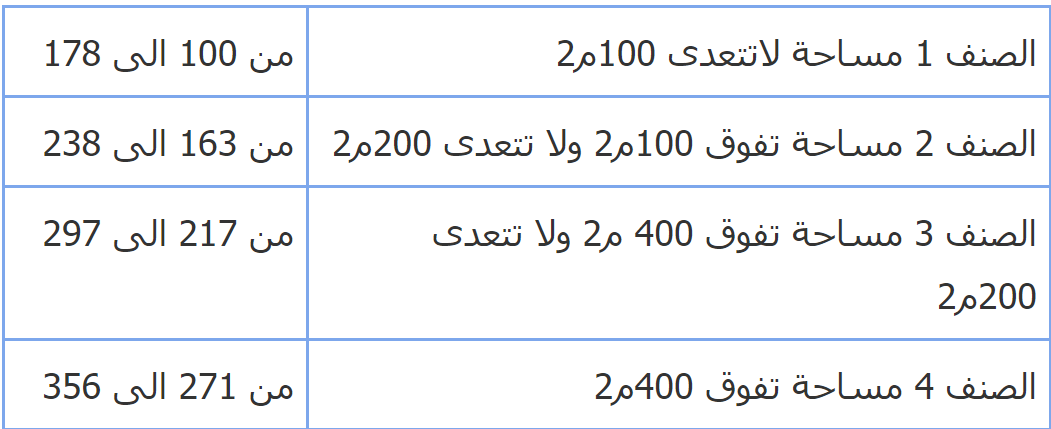 الصنف 1 مساحة لاتتعدى 100م2
من 100 الى 178
الصنف 2 مساحة تفوق 100م2 ولا تتعدى 200م2
من 163 الى 238
الصنف 3 مساحة تفوق 400 م2 ولا تتعدى
200م2
من 217 الى 297
الصنف 4 مساحة تفوق 400م2
من 271 الى 356